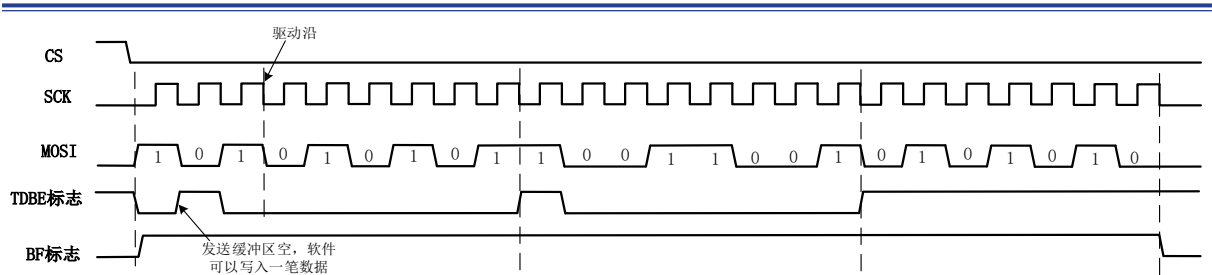 驱动沿
CS
SCK
MOSI 1 0 1 0 1 0 1 0 1 1 0 0 1 1 0 0 1 0 1 0 1 0 1 0
TDBE标志
发送缓冲区空，软件
可以写入一笔数据
BF标志